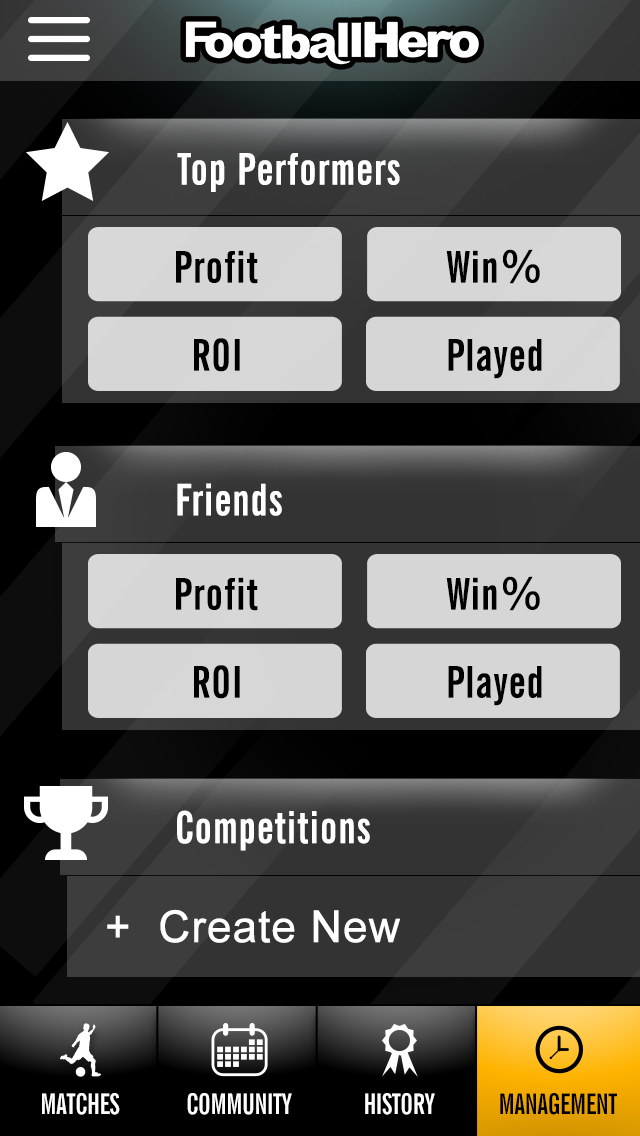 FootballHero
Top Performers
Profit
Win%
ROI
Played
Friends
Profit
Win%
ROI
Played
Competitions
+ Create New
MATCHES
COMMUNITY
HISTORY
MANAGEMENT